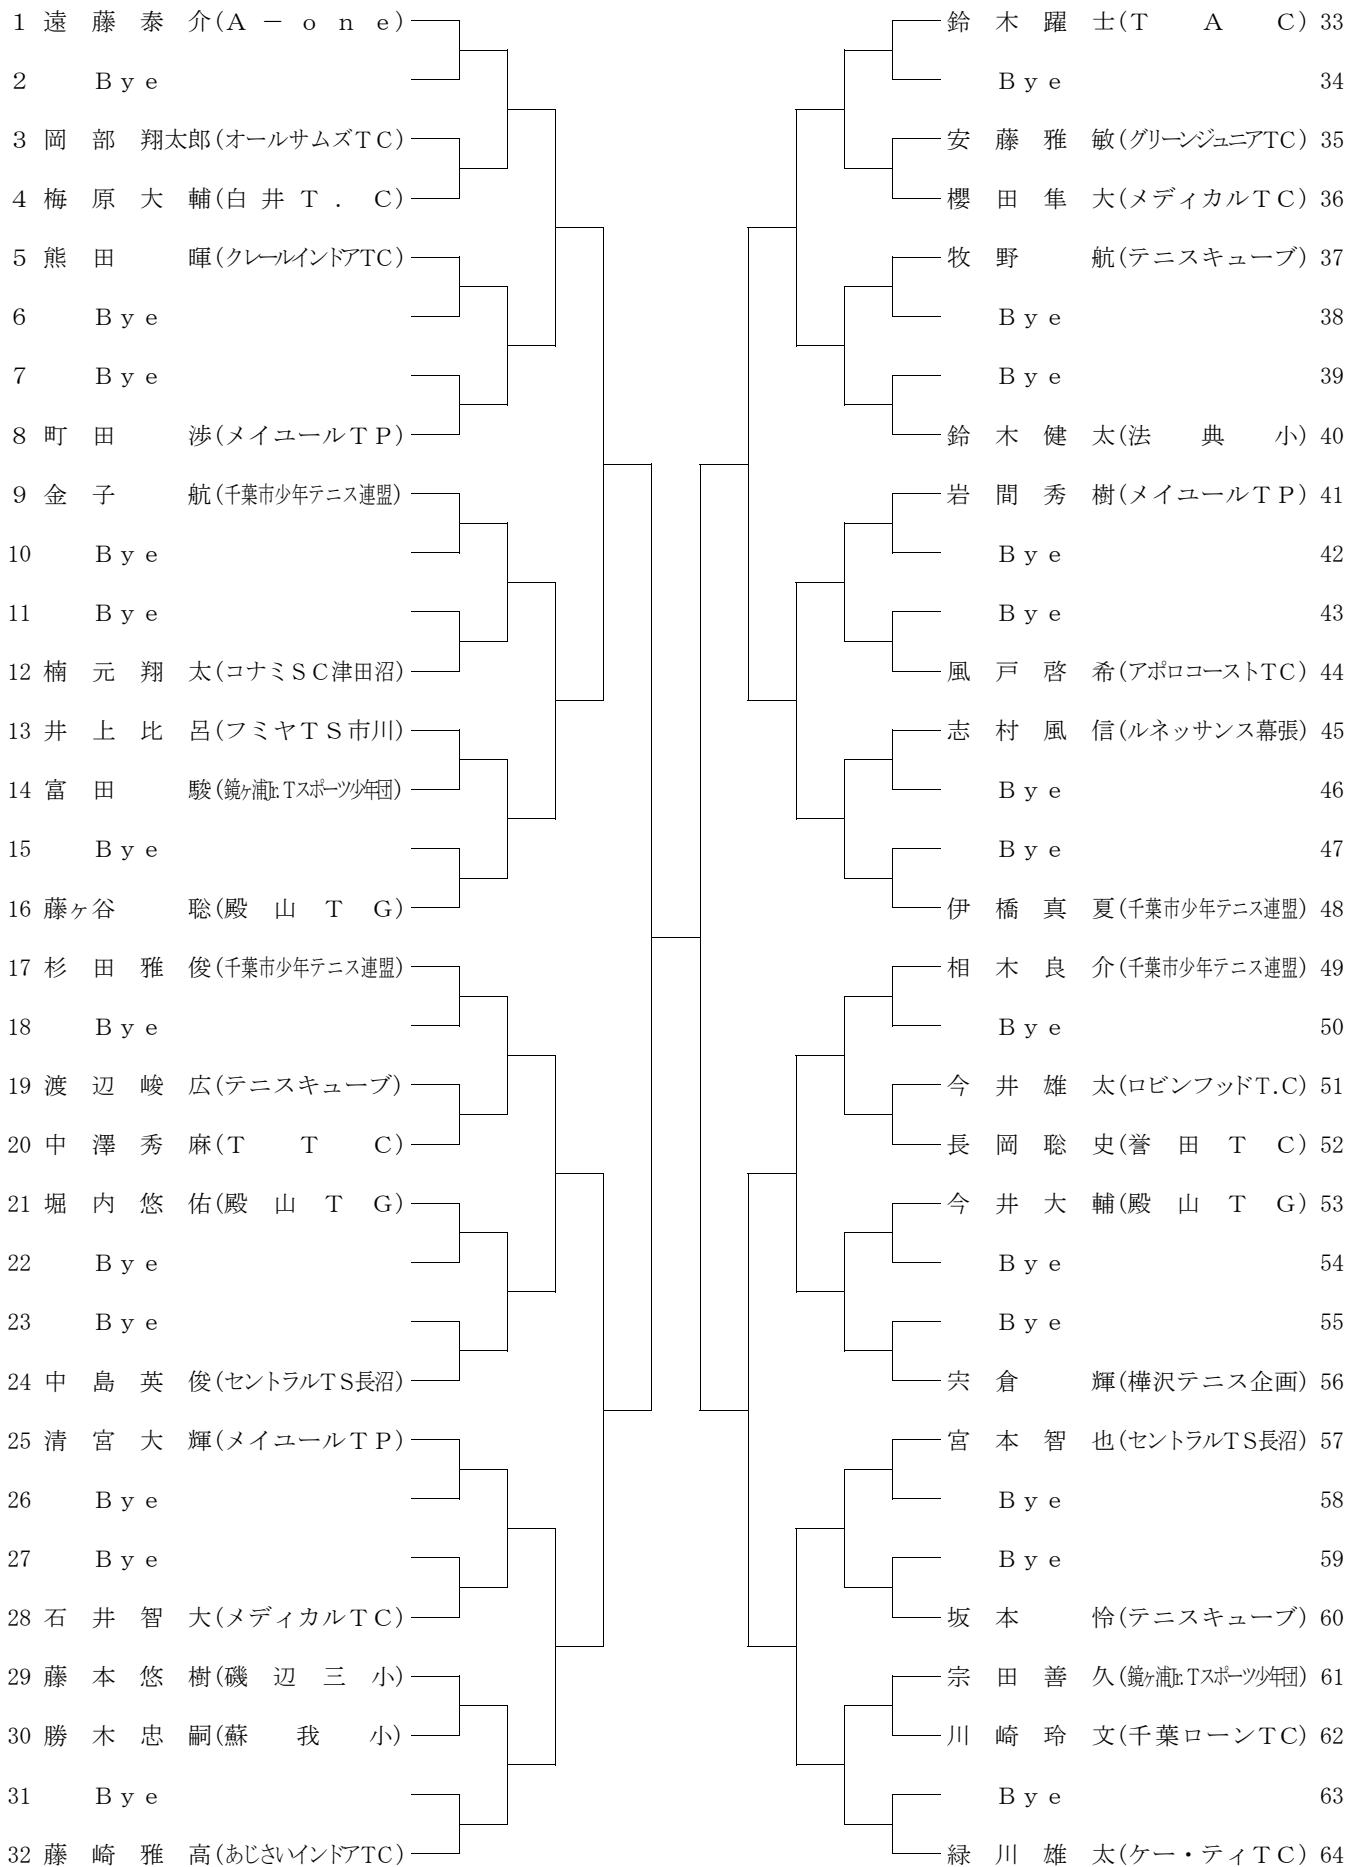 1 遠藤泰介(A－one)
2 Bye
3 岡部翔太郎(オールサムズTC)
4 梅原大輔(白井T.C)
5 熊田暉(クレールインドアTC)
6 Bye
7 Bye
8 町田渉(メイユールTP)
9 金子航(千葉市少年テニス連盟)
10 Bye
11 Bye
12 楠元翔太(コナミSC津田沼)
13 井上比呂(フミヤTS市川)
14 富田駿(鏡ヶ浦Jr.Tスポーツ少年団)
15 Bye
16 藤ヶ谷聡(殿山TG)
17 杉田雅俊(千葉市少年テニス連盟)
18 Bye
19 渡辺峻広(テニスキューブ)
20 中澤秀麻(TTC)
21 堀内悠佑(殿山TG)
22 Bye
23 Bye
24 中島英俊(セントラルTS長沼)
25 清宮大輝(メイユールTP)
26 Bye
27 Bye
28 石井智大(メディカルTC)
29 藤本悠樹(磯辺三小)
30 勝木忠嗣(蘇我小)
31 Bye
32 藤崎雅高(あじさいインドアTC)
鈴木躍士(TAC) 33
Bye 34
安藤雅敏(グリーンジュニアTC) 35
櫻田隼大(メディカルTC) 36
牧野航(テニスキューブ) 37
Bye 38
Bye 39
鈴木健太(法典小) 40
岩間秀樹(メイユールTP) 41
Bye 42
Bye 43
風戸啓希(アポロコーストTC) 44
志村風信(ルネッサンス幕張) 45
Bye 46
Bye 47
伊橋真夏(千葉市少年テニス連盟) 48
相木良介(千葉市少年テニス連盟) 49
Bye 50
今井雄太(ロビンフッドT.C) 51
長岡聡史(誉田TC) 52
今井大輔(殿山TG) 53
Bye 54
Bye 55
宍倉輝(樺沢テニス企画) 56
宮本智也(セントラルTS長沼) 57
Bye 58
Bye 59
坂本怜(テニスキューブ) 60
宗田善久(鏡ヶ浦Jr.Tスポーツ少年団) 61
川崎玲文(千葉ローンTC) 62
Bye 63
緑川雄太(ケー・ティTC) 64